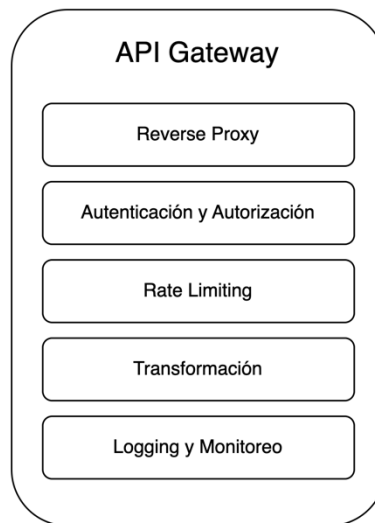 API Gateway
Reverse Proxy
Autenticación y Autorización
Rate Limiting
Transformación
Logging y Monitoreo